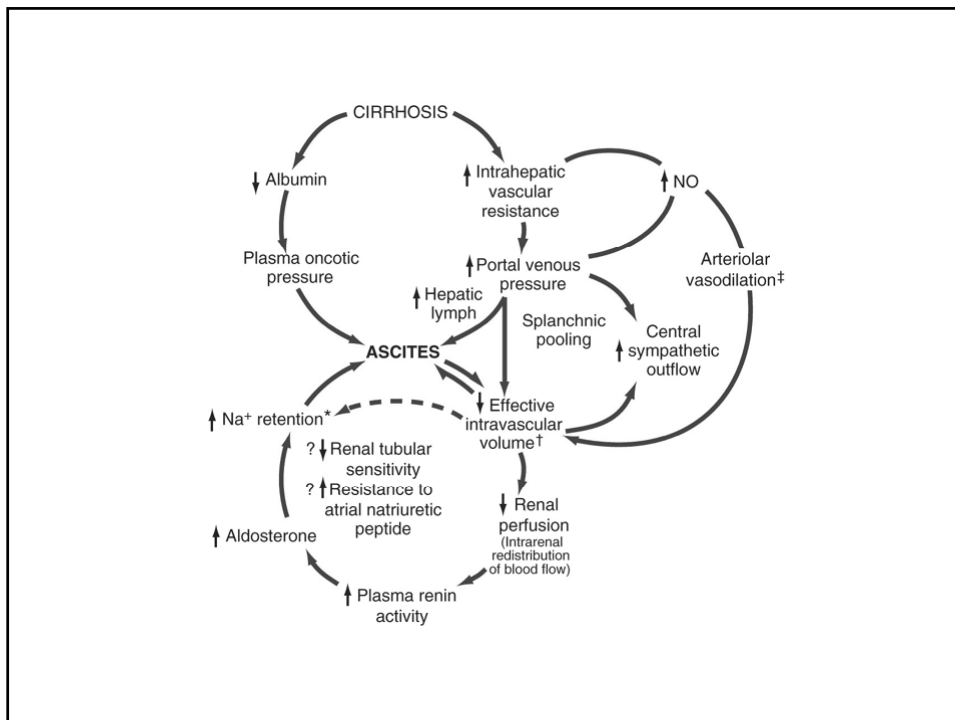 CIRRHOSIS
↓ Albumin
↑ Intrahepatic
vascular
resistance
↑ NO
Plasma oncotic
pressure
↑ Portal venous
pressure
Arteriolar
vasodilation‡
↑ Hepatic
lymph
Splanchnic
pooling
Central
↑ sympathetic
outflow
ASCITES
↓ Effective
intravascular
volume†
↑ Na⁺ retention*
? ↓ Renal tubular
sensitivity
? ↑ Resistance to
atrial natriuretic
peptide
↓ Renal
perfusion
(Intrarenal
redistribution
of blood flow)
↑ Aldosterone
↑ Plasma renin
activity